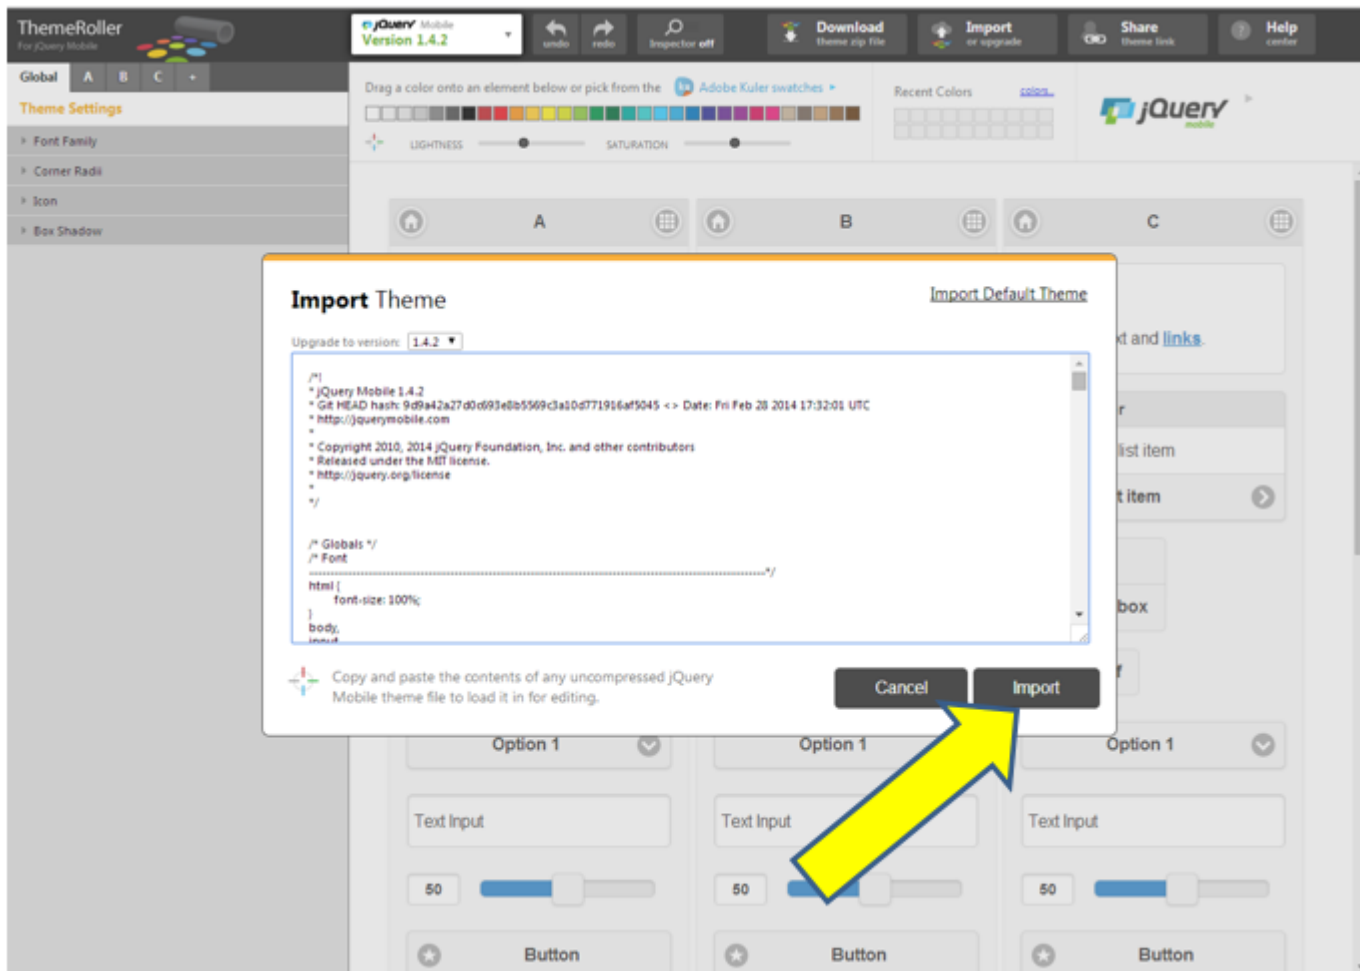 ThemeRoller
For jQuery Mobile
jQuery Mobile
Version 1.4.2
undo
redo
Inspector off
Download
theme zip file
Import
or upgrade
Share
theme link
Help
center
Global A B C +
Theme Settings
Font Family
Corner Radii
Icon
Box Shadow
Drag a color onto an element below or pick from the Adobe Kuler swatches
LIGHTNESS SATURATION
Recent Colors colors...
jQuery
mobile
A B C
Import Theme
Import Default Theme
Upgrade to version: 1.4.2
/*!
* jQuery Mobile 1.4.2
* Git HEAD hash: 9d9a42a27d0c693e8b5569c3a10d771916af5045 <> Date: Fri Feb 28 2014 17:32:01 UTC
* http://jquerymobile.com
*
* Copyright 2010, 2014 jQuery Foundation, Inc. and other contributors
* Released under the MIT license.
* http://jquery.org/license
*
*/
/* Globals */
/* Font
-----------------------------------------------------------------------------------------------------------*/
html {
font-size: 100%;
}
body,
input
Copy and paste the contents of any uncompressed jQuery
Mobile theme file to load it in for editing.
Cancel
Import
xt and links.
r
list item
t item
box
f
Option 1 Option 1 Option 1
Text Input Text Input Text Input
50 50 50
Button Button Button